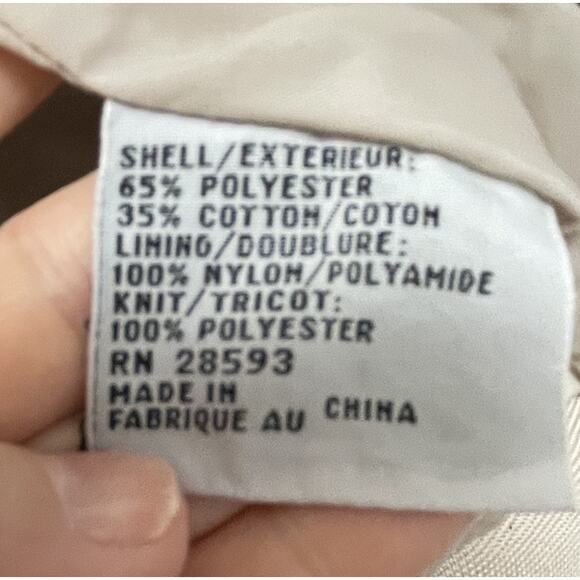 SHELL/EXTERIEUR:
65% POLYESTER
35% COTTON/COTON
LINING/DOUBLURE:
100% NYLON/POLYAMIDE
KNIT/TRICOT:
100% POLYESTER
RN 28593
MADE IN
FABRIQUE AU CHINA